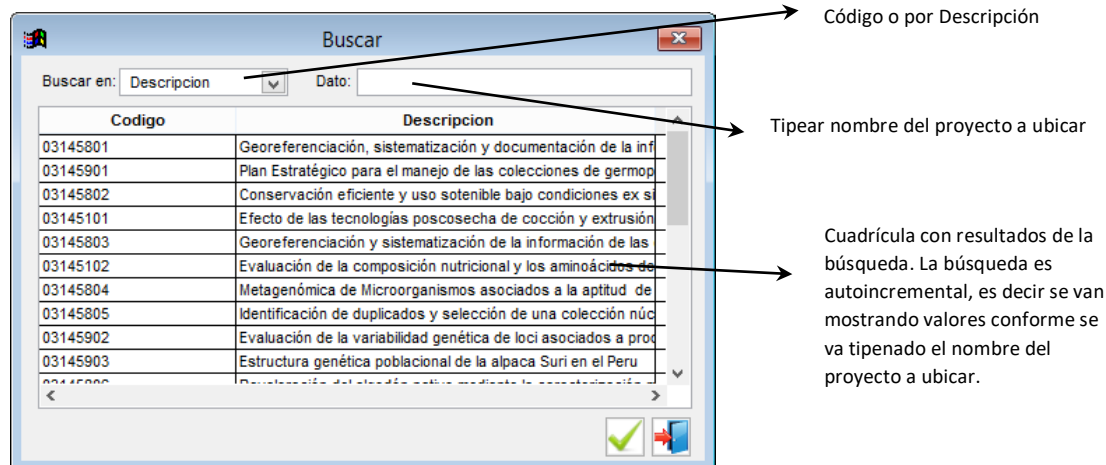 Código o por Descripción
Buscar
Buscar en: Descripcion Dato:
Tipear nombre del proyecto a ubicar
Codigo Descripcion
03145801 Georeferenciación, sistematización y documentación de la inf
03145901 Plan Estratégico para el manejo de las colecciones de germop
03145802 Conservación eficiente y uso sotenible bajo condiciones ex si
03145101 Efecto de las tecnologías poscosecha de cocción y extrusión
03145803 Georeferenciación y sistematización de la información de las
03145102 Evaluación de la composición nutricional y los aminoácidos de
03145804 Metagenómica de Microorganismos asociados a la aptitud de
03145805 Identificación de duplicados y selección de una colección núc
03145902 Evaluación de la variabilidad genética de loci asociados a prod
03145903 Estructura genética poblacional de la alpaca Suri en el Peru
Cuadrícula con resultados de la
búsqueda. La búsqueda es
autoincremental, es decir se van
mostrando valores conforme se
va tipenado el nombre del
proyecto a ubicar.